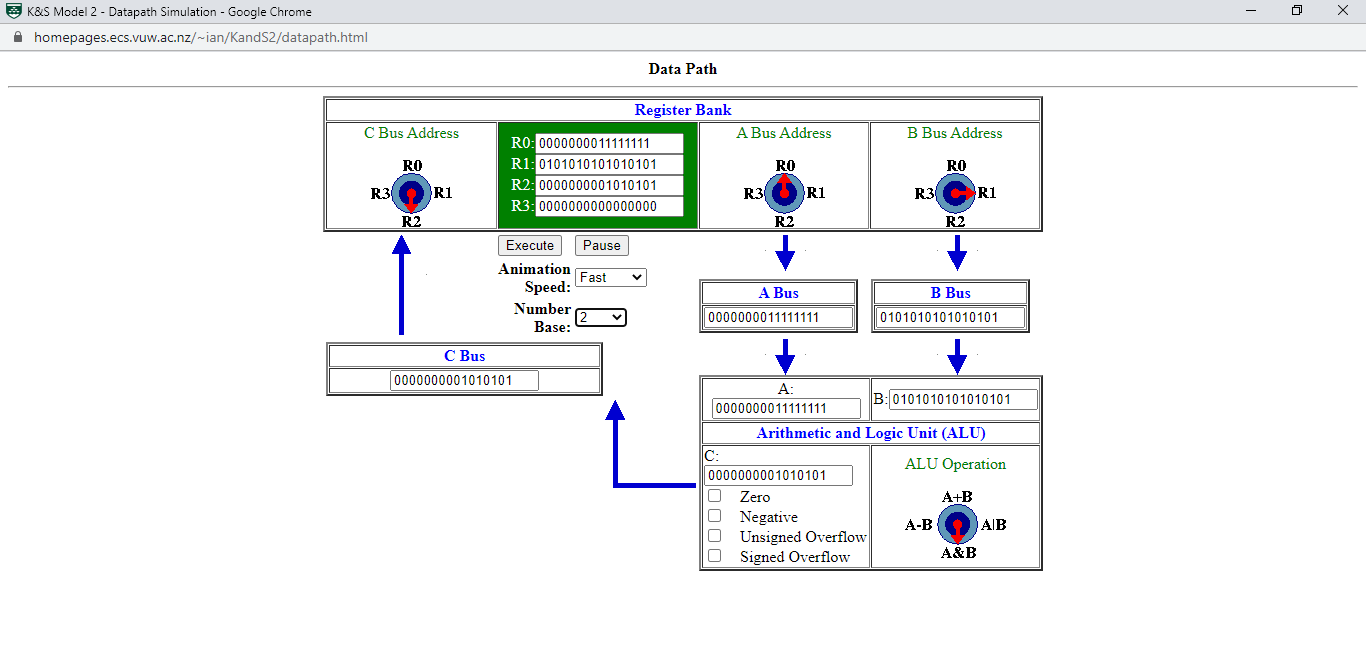 K&S Model 2 - Datapath Simulation - Google Chrome
homepages.ecs.vuw.ac.nz/~ian/KandS2/datapath.html
Data Path
Register Bank
C Bus Address
R0
R3 R1
R2
R0: 0000000011111111
R1: 0101010101010101
R2: 0000000001010101
R3: 0000000000000000
A Bus Address
R0
R3 R1
R2
B Bus Address
R0
R3 R1
R2
Execute Pause
Animation Speed: Fast
Number Base: 2
A Bus
0000000011111111
B Bus
0101010101010101
C Bus
0000000001010101
A:
0000000011111111
B: 0101010101010101
Arithmetic and Logic Unit (ALU)
C:
0000000001010101
Zero
Negative
Unsigned Overflow
Signed Overflow
ALU Operation
A+B
A-B A|B
A&B